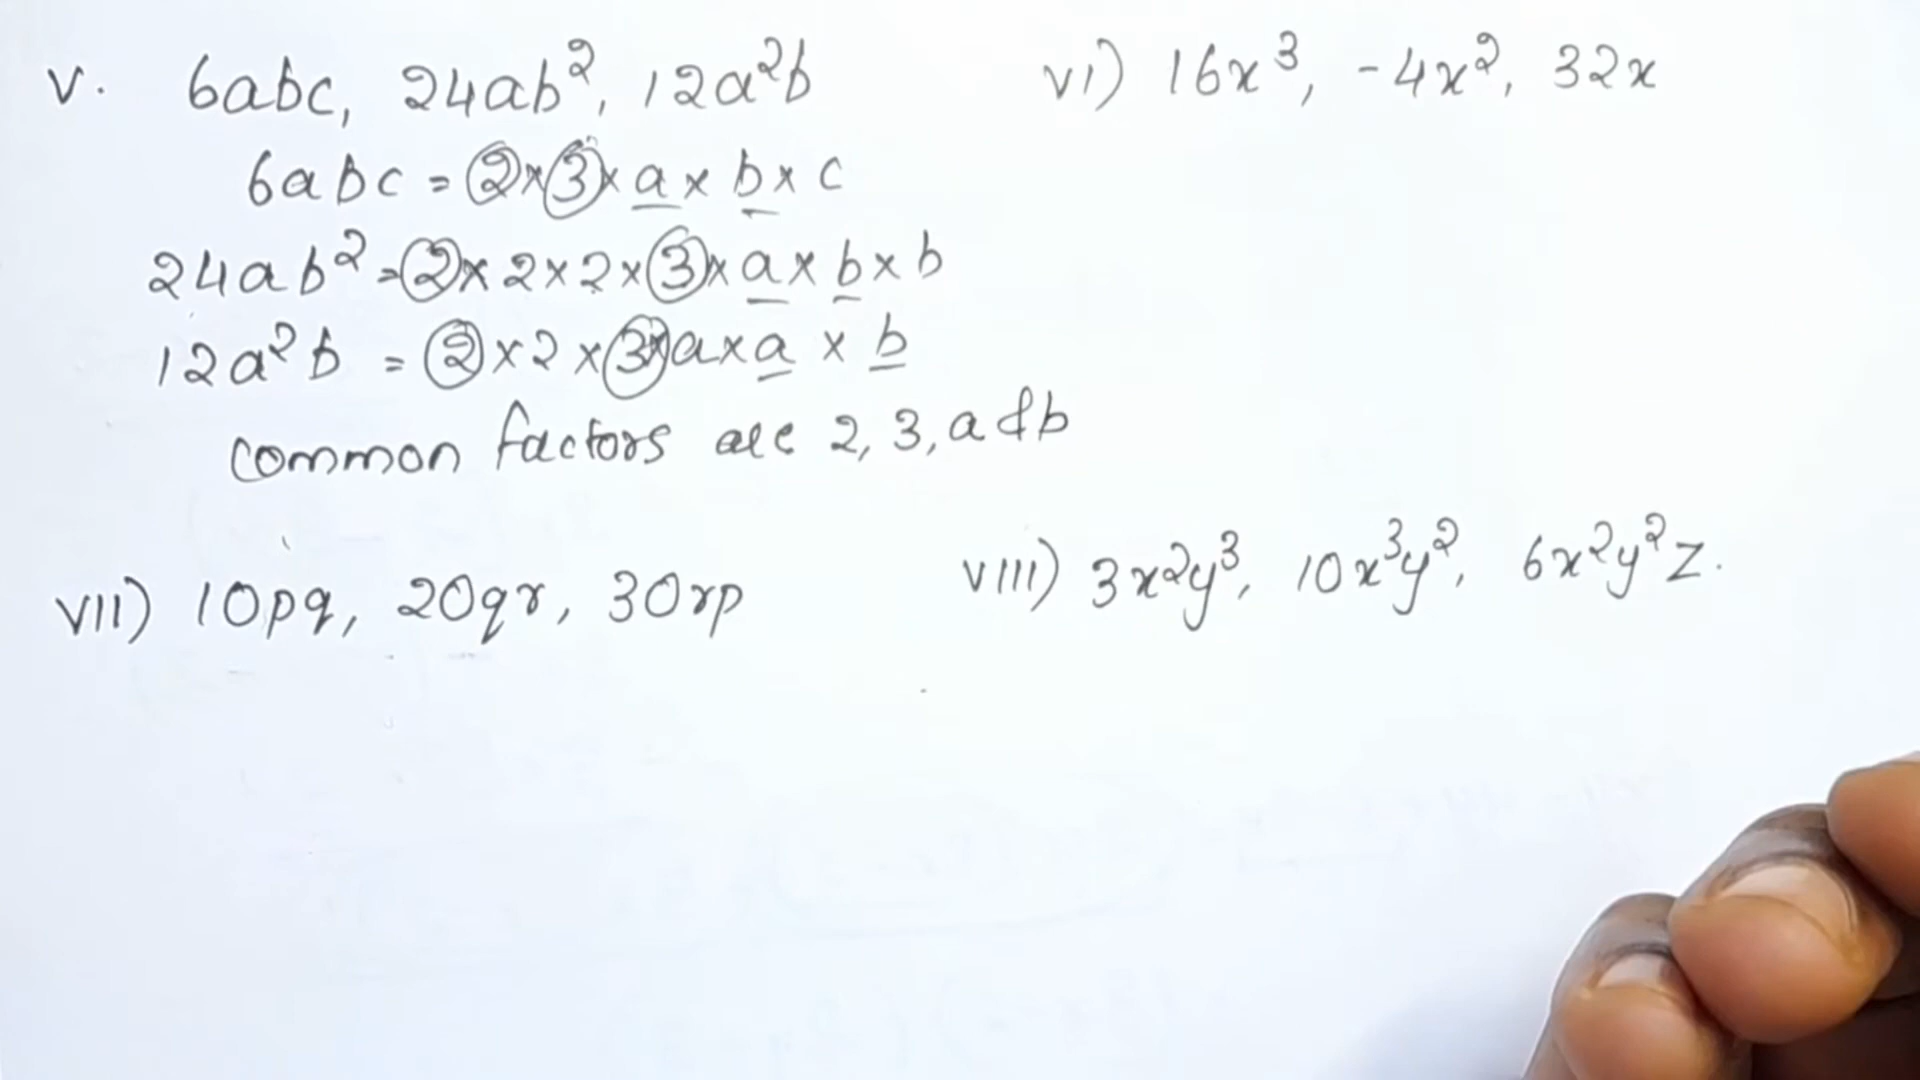 v. 6abc, 24ab², 12a²b
6abc = 2×3×a×b×c
24ab² = 2×2×2×3×a×b×b
12a²b = 2×2×3×a×a×b
common factors are 2, 3, a & b
vi) 16x³, -4x², 32x
vii) 10pq, 20qr, 30rp
viii) 3x²y³, 10x³y², 6x²y²z.